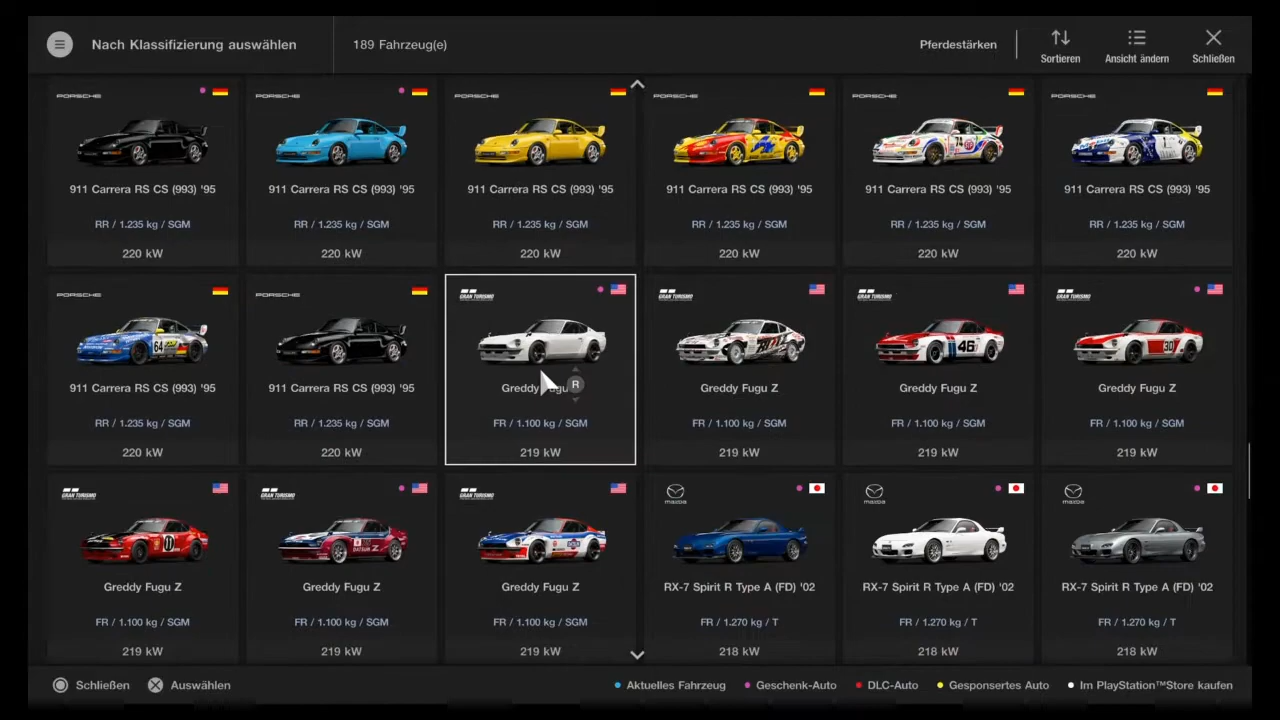 Nach Klassifizierung auswählen
189 Fahrzeug(e)
Pferdestärken
Sortieren
Ansicht ändern
Schließen
PORSCHE PORSCHE PORSCHE PORSCHE PORSCHE PORSCHE
911 Carrera RS CS (993) '95 911 Carrera RS CS (993) '95 911 Carrera RS CS (993) '95 911 Carrera RS CS (993) '95 911 Carrera RS CS (993) '95 911 Carrera RS CS (993) '95
RR / 1.235 kg / SGM RR / 1.235 kg / SGM RR / 1.235 kg / SGM RR / 1.235 kg / SGM RR / 1.235 kg / SGM RR / 1.235 kg / SGM
220 kW 220 kW 220 kW 220 kW 220 kW 220 kW
PORSCHE PORSCHE GRAN TURISMO GRAN TURISMO GRAN TURISMO GRAN TURISMO
64 46 30
911 Carrera RS CS (993) '95 911 Carrera RS CS (993) '95 Greddy Fugu R Greddy Fugu Z Greddy Fugu Z Greddy Fugu Z
RR / 1.235 kg / SGM RR / 1.235 kg / SGM FR / 1.100 kg / SGM FR / 1.100 kg / SGM FR / 1.100 kg / SGM FR / 1.100 kg / SGM
220 kW 220 kW 219 kW 219 kW 219 kW 219 kW
GRAN TURISMO GRAN TURISMO GRAN TURISMO mazda mazda mazda
DATSUN Z
Greddy Fugu Z Greddy Fugu Z Greddy Fugu Z RX-7 Spirit R Type A (FD) '02 RX-7 Spirit R Type A (FD) '02 RX-7 Spirit R Type A (FD) '02
FR / 1.100 kg / SGM FR / 1.100 kg / SGM FR / 1.100 kg / SGM FR / 1.270 kg / T FR / 1.270 kg / T FR / 1.270 kg / T
219 kW 219 kW 219 kW 218 kW 218 kW 218 kW
Schließen Auswählen Aktuelles Fahrzeug Geschenk-Auto DLC-Auto Gesponsertes Auto Im PlayStation™Store kaufen